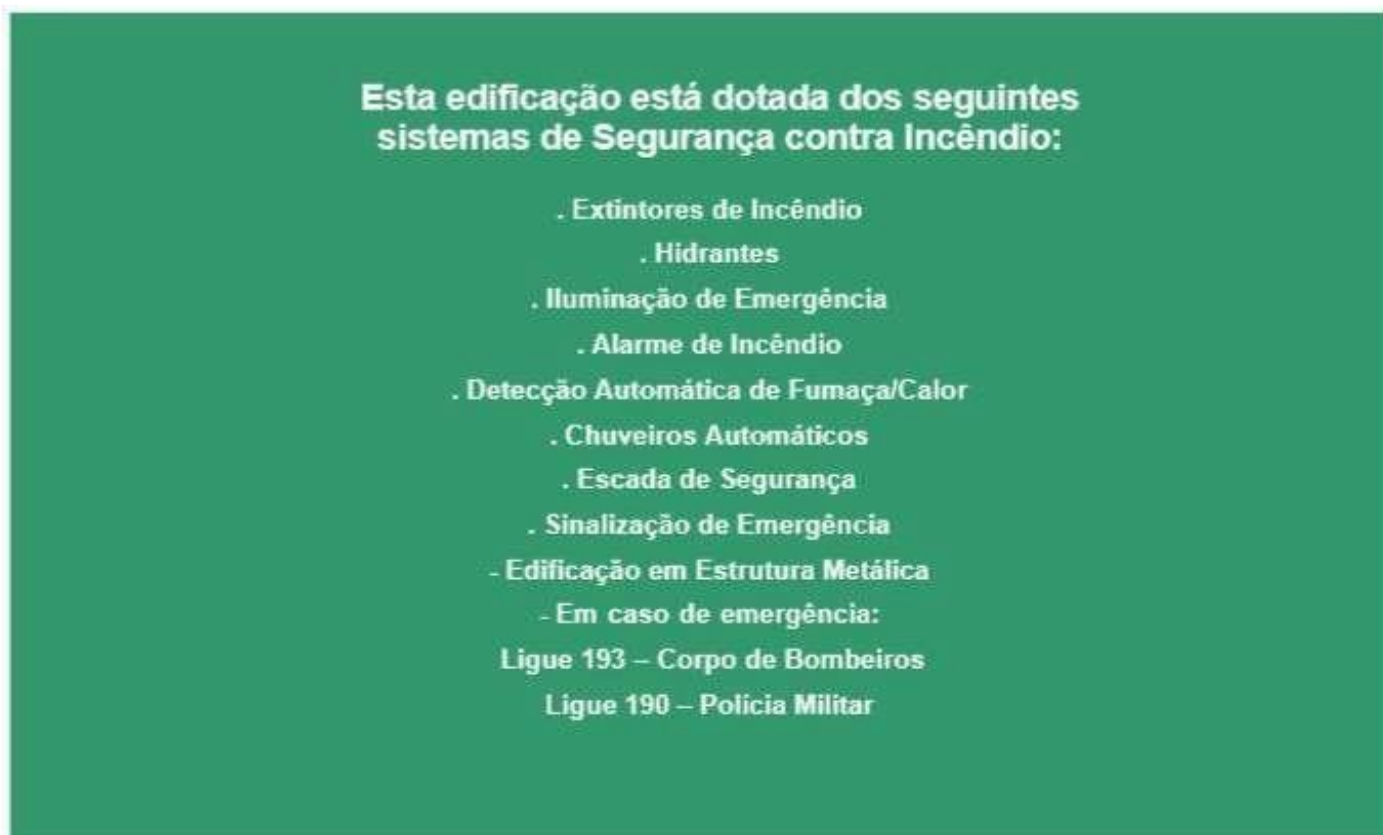 Esta edificação está dotada dos seguintes
sistemas de Segurança contra Incêndio:
. Extintores de Incêndio
. Hidrantes
. Iluminação de Emergência
. Alarme de Incêndio
. Detecção Automática de Fumaça/Calor
. Chuveiros Automáticos
. Escada de Segurança
. Sinalização de Emergência
- Edificação em Estrutura Metálica
- Em caso de emergência:
Ligue 193 – Corpo de Bombeiros
Ligue 190 – Polícia Militar